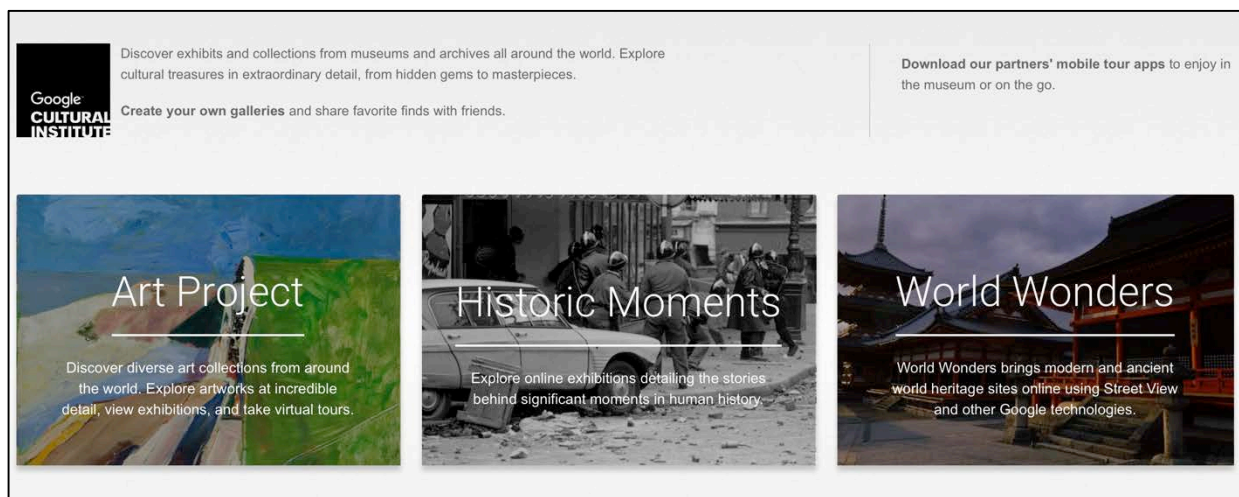 Google
CULTURAL
INSTITUTE
Discover exhibits and collections from museums and archives all around the world. Explore
cultural treasures in extraordinary detail, from hidden gems to masterpieces.
Create your own galleries and share favorite finds with friends.
Download our partners' mobile tour apps to enjoy in
the museum or on the go.
Art Project
Discover diverse art collections from around
the world. Explore artworks at incredible
detail, view exhibitions, and take virtual tours.
Historic Moments
Explore online exhibitions detailing the stories
behind significant moments in human history.
World Wonders
World Wonders brings modern and ancient
world heritage sites online using Street View
and other Google technologies.